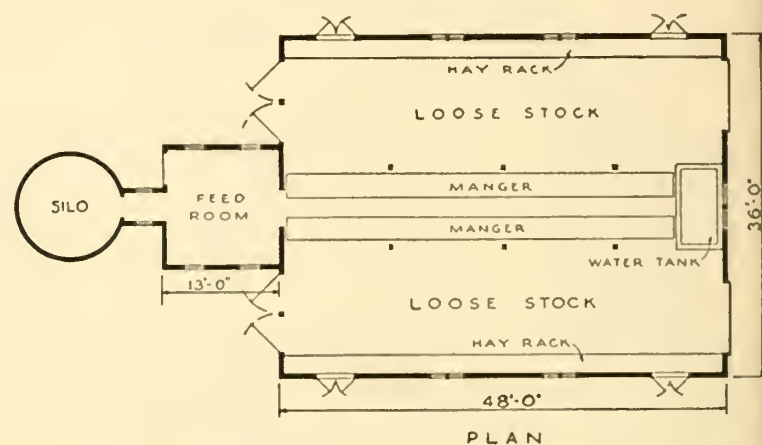 HAY RACK
LOOSE STOCK
MANGER
SILO
FEED
ROOM
MANGER
36'-0"
WATER TANK
13'-0"
LOOSE STOCK
HAY RACK
48'-0"
PLAN